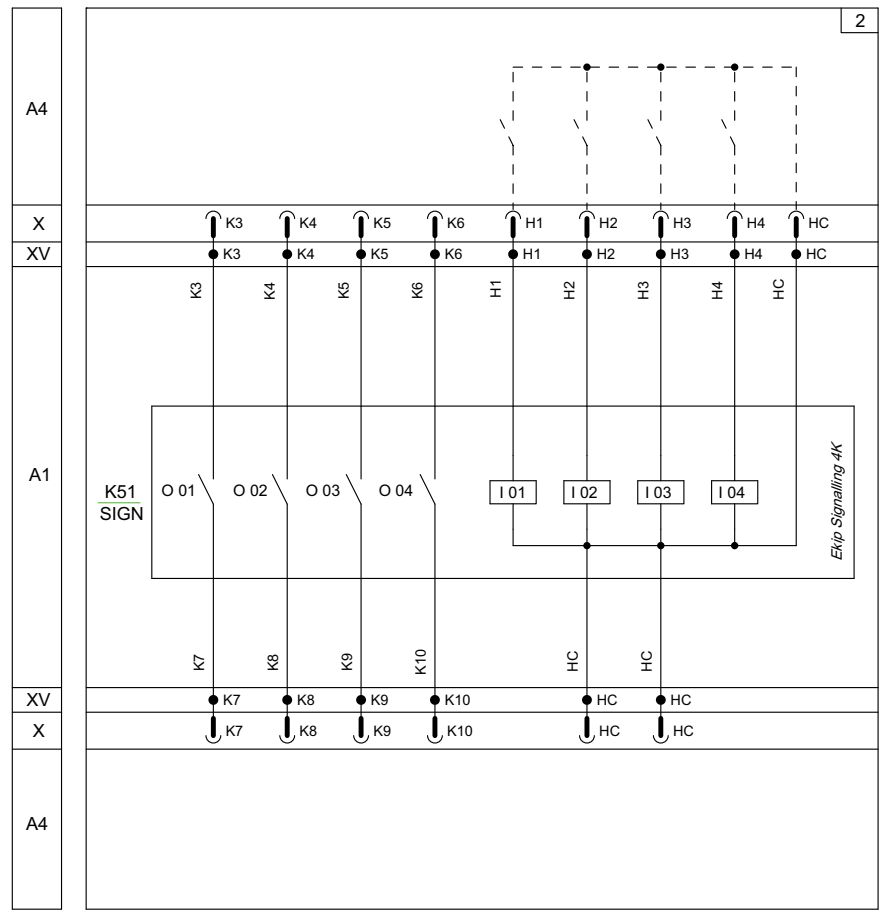 2
A4
X K3 K4 K5 K6 H1 H2 H3 H4 HC
XV K3 K4 K5 K6 H1 H2 H3 H4 HC
K3 K4 K5 K6 H1 H2 H3 H4 HC
A1
K51
SIGN
O 01 O 02 O 03 O 04 I 01 I 02 I 03 I 04
Ekip Signalling 4K
K7 K8 K9 K10 HC HC
XV K7 K8 K9 K10 HC HC
X K7 K8 K9 K10 HC HC
A4